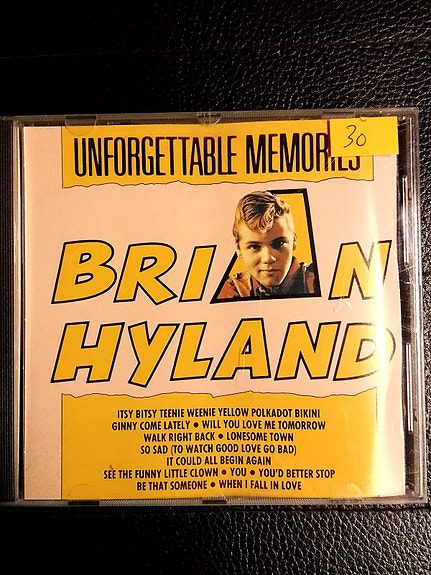 UNFORGETTABLE MEMORIES
30
BRIAN
HYLAND
ITSY BITSY TEENIE WEENIE YELLOW POLKADOT BIKINI
GINNY COME LATELY • WILL YOU LOVE ME TOMORROW
WALK RIGHT BACK • LONESOME TOWN
SO SAD (TO WATCH GOOD LOVE GO BAD)
IT COULD ALL BEGIN AGAIN
SEE THE FUNNY LITTLE CLOWN • YOU • YOU'D BETTER STOP
BE THAT SOMEONE • WHEN I FALL IN LOVE